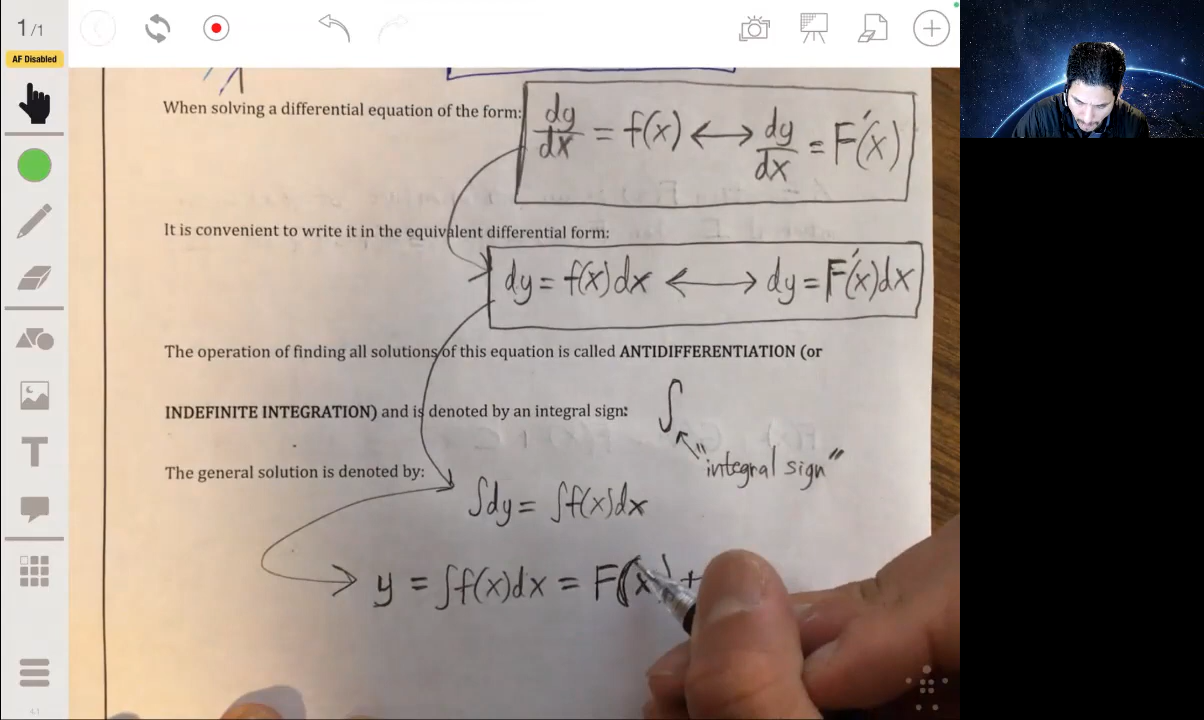 1/1
AF Disabled
When solving a differential equation of the form: dy/dx = f(x) ⟷ dy/dx = F′(x)
It is convenient to write it in the equivalent differential form:
dy = f(x)dx ⟷ dy = F′(x)dx
The operation of finding all solutions of this equation is called ANTIDIFFERENTIATION (or
INDEFINITE INTEGRATION) and is denoted by an integral sign: ∫
"integral sign"
The general solution is denoted by:
∫dy = ∫f(x)dx
y = ∫f(x)dx = F(x) +
T